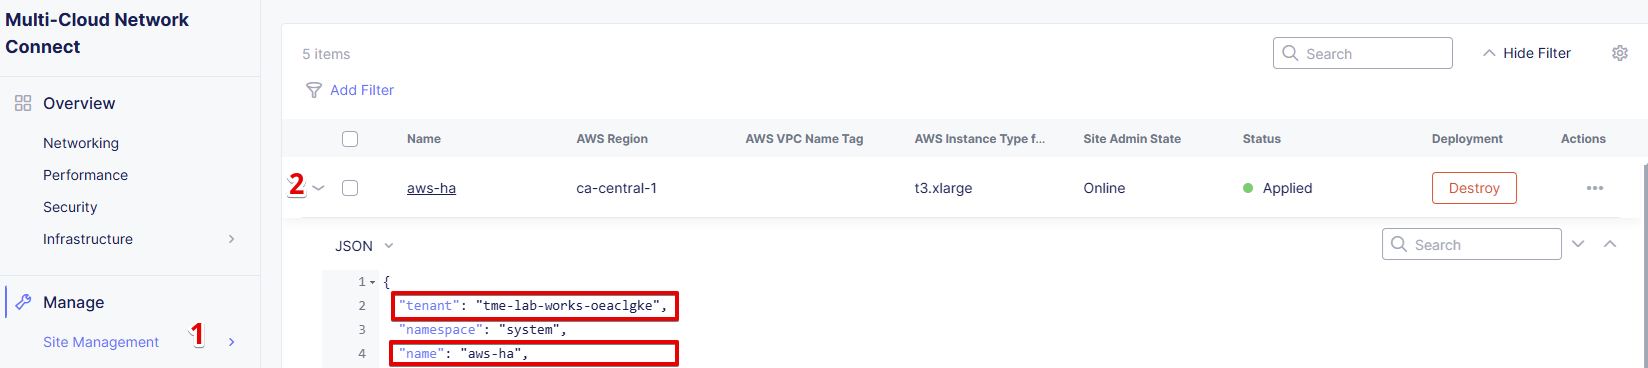 Multi-Cloud Network
Connect
Overview
Networking
Performance
Security
Infrastructure
Manage
Site Management 1
5 items
Search
Hide Filter
Add Filter
Name AWS Region AWS VPC Name Tag AWS Instance Type f... Site Admin State Status Deployment Actions
2 aws-ha ca-central-1 t3.xlarge Online Applied Destroy
JSON
Search
1 {
2 "tenant": "tme-lab-works-oeaclgke",
3 "namespace": "system",
4 "name": "aws-ha",